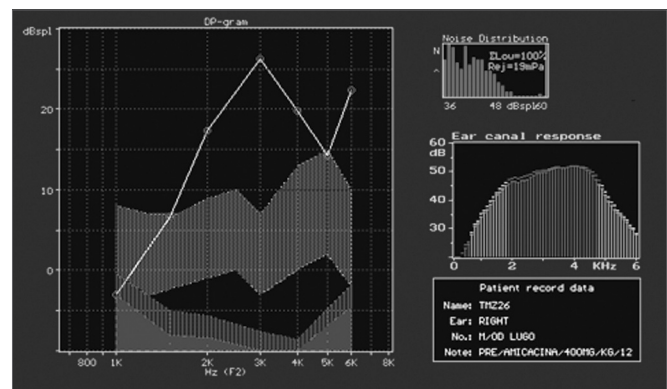 DP-gram
dBspl
20
10
0
800 1K 2K 3K 4K 5K 6K 8K
Hz (F2)
Noise Distribution
N
ILou=100%
Rej=19mPa
36 48 dBspl60
Ear canal response
60
dB
50
40
30
0 2 4 KHz 6
Patient record data
Name: TMZ26
Ear: RIGHT
No.: M/OD LUGO
Note: PRE/AMICACINA/400MG/KG/12